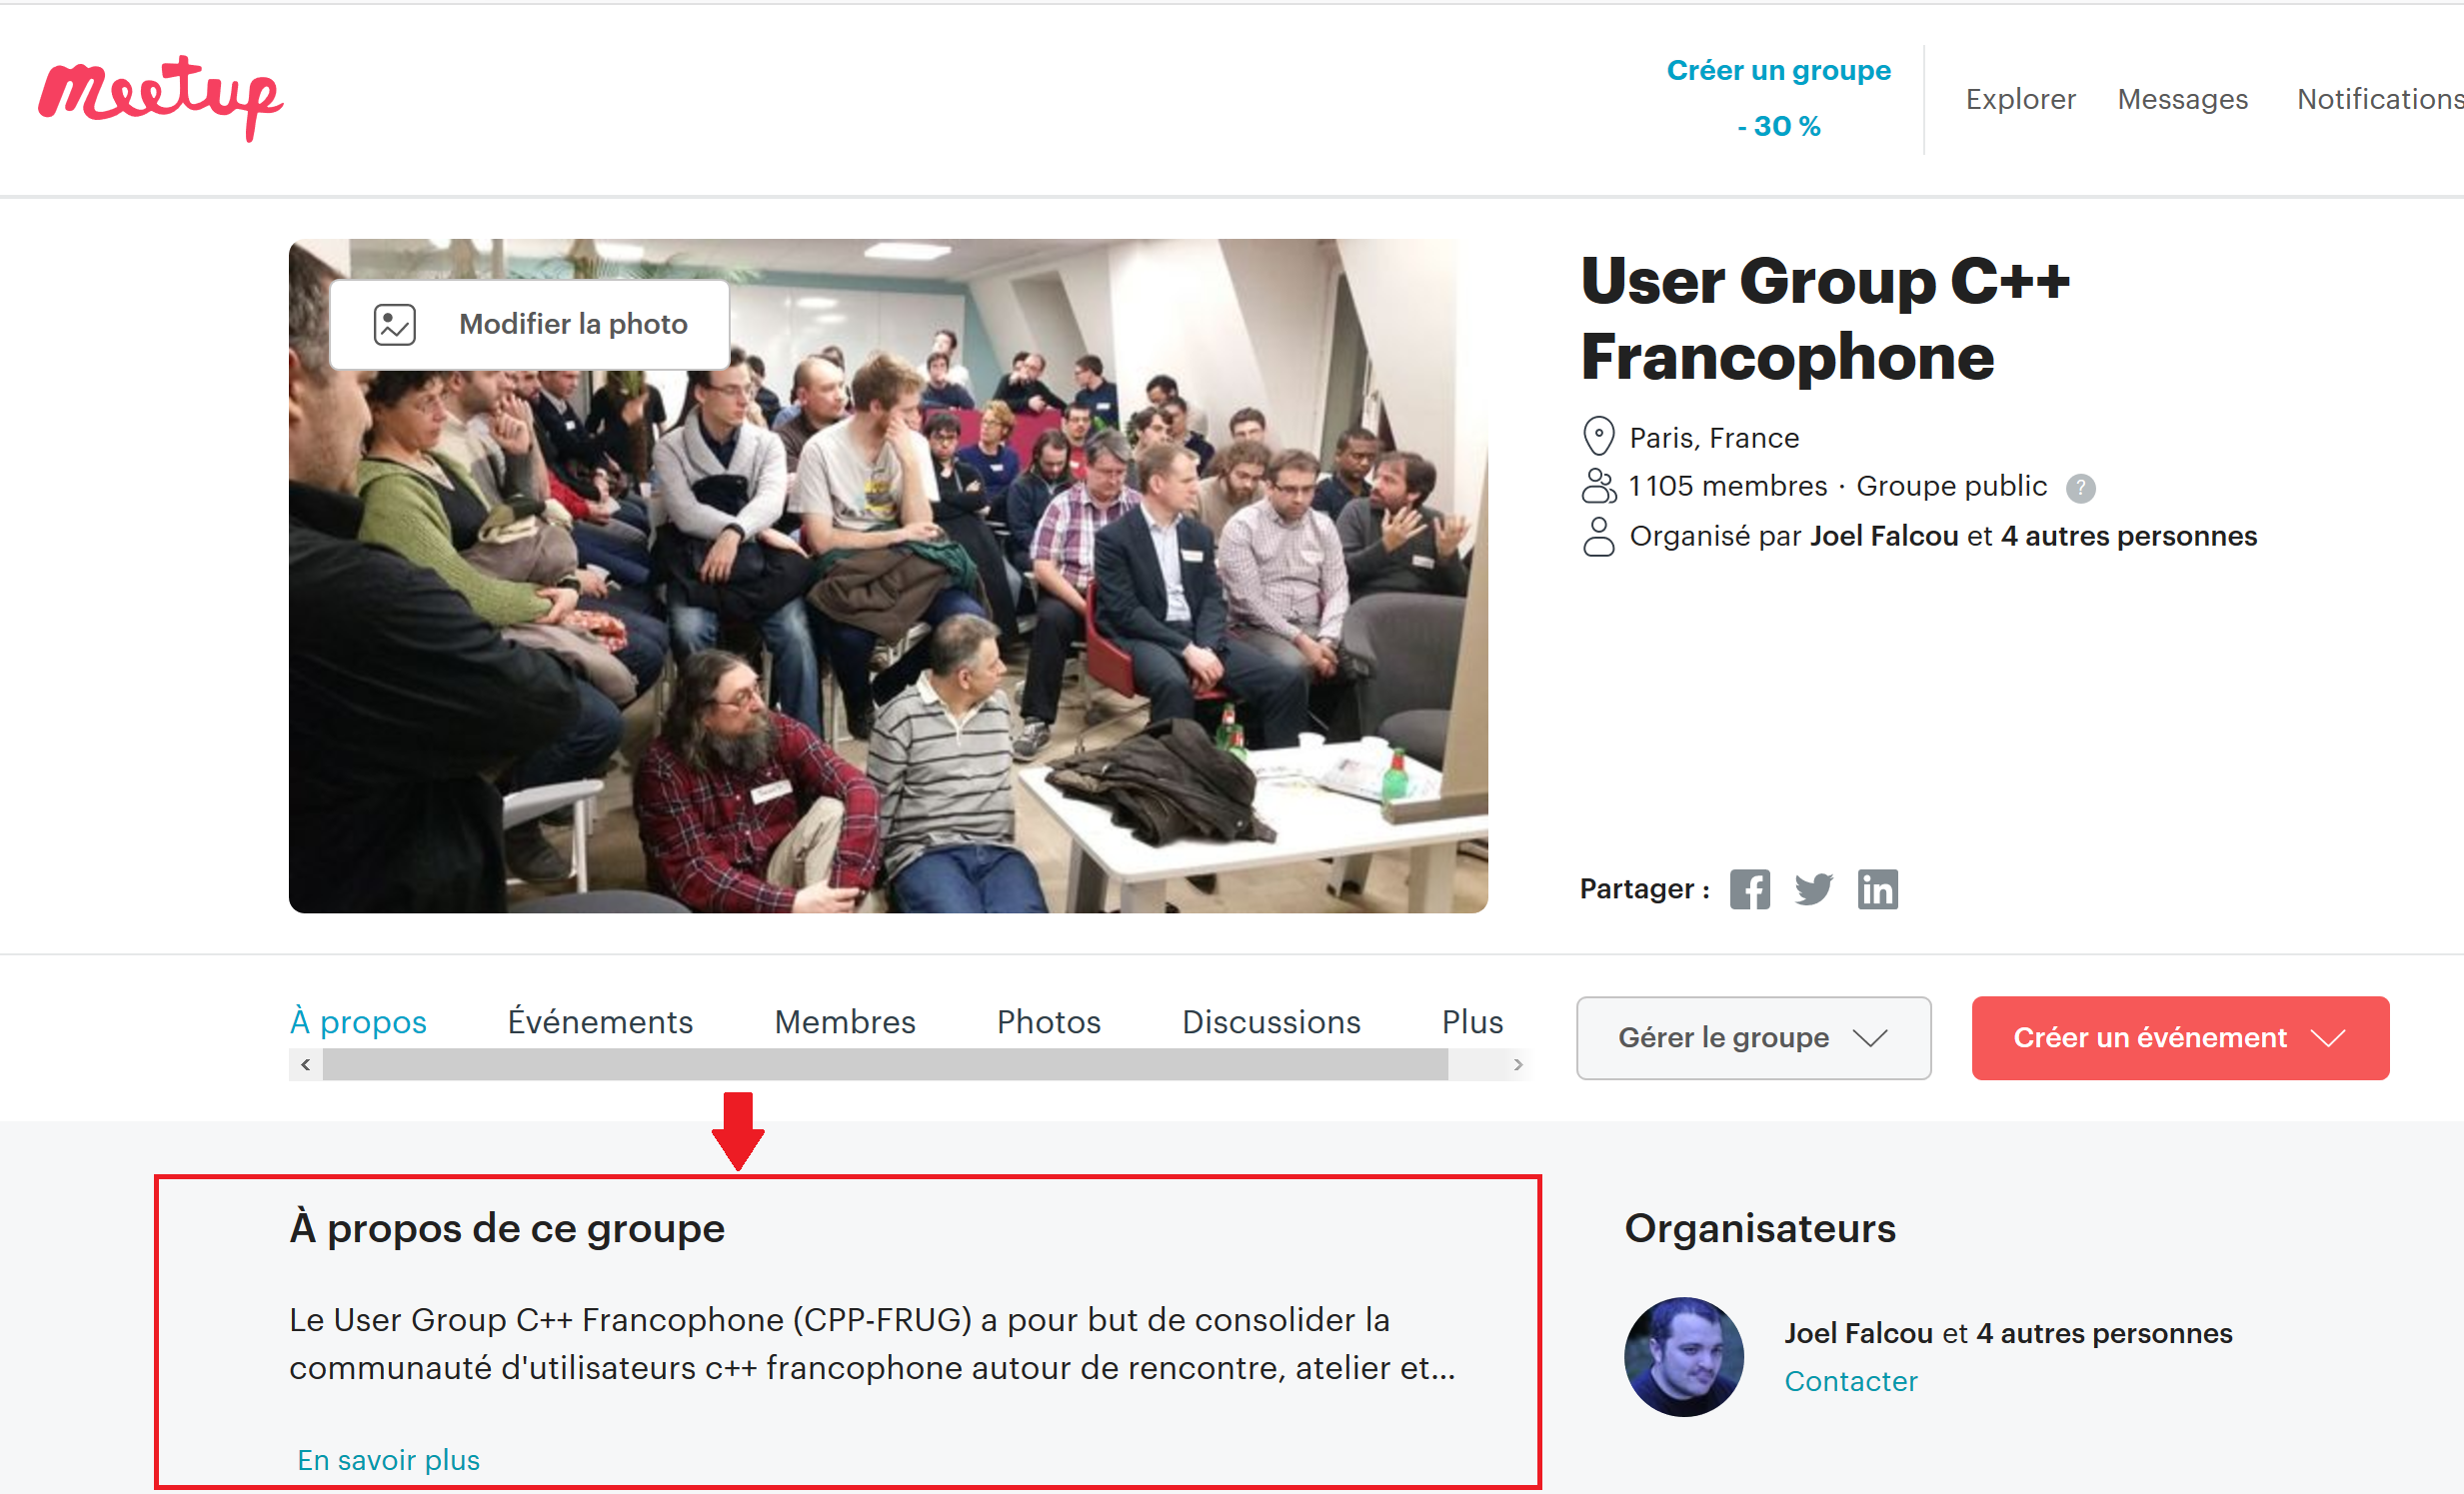 meetup
Créer un groupe
- 30 %
Explorer
Messages
Notifications
Modifier la photo
User Group C++
Francophone
Paris, France
1 105 membres · Groupe public ?
Organisé par Joel Falcou et 4 autres personnes
Partager :
À propos
Événements
Membres
Photos
Discussions
Plus
Gérer le groupe
Créer un événement
À propos de ce groupe
Le User Group C++ Francophone (CPP-FRUG) a pour but de consolider la
communauté d'utilisateurs c++ francophone autour de rencontre, atelier et...
En savoir plus
Organisateurs
Joel Falcou et 4 autres personnes
Contacter